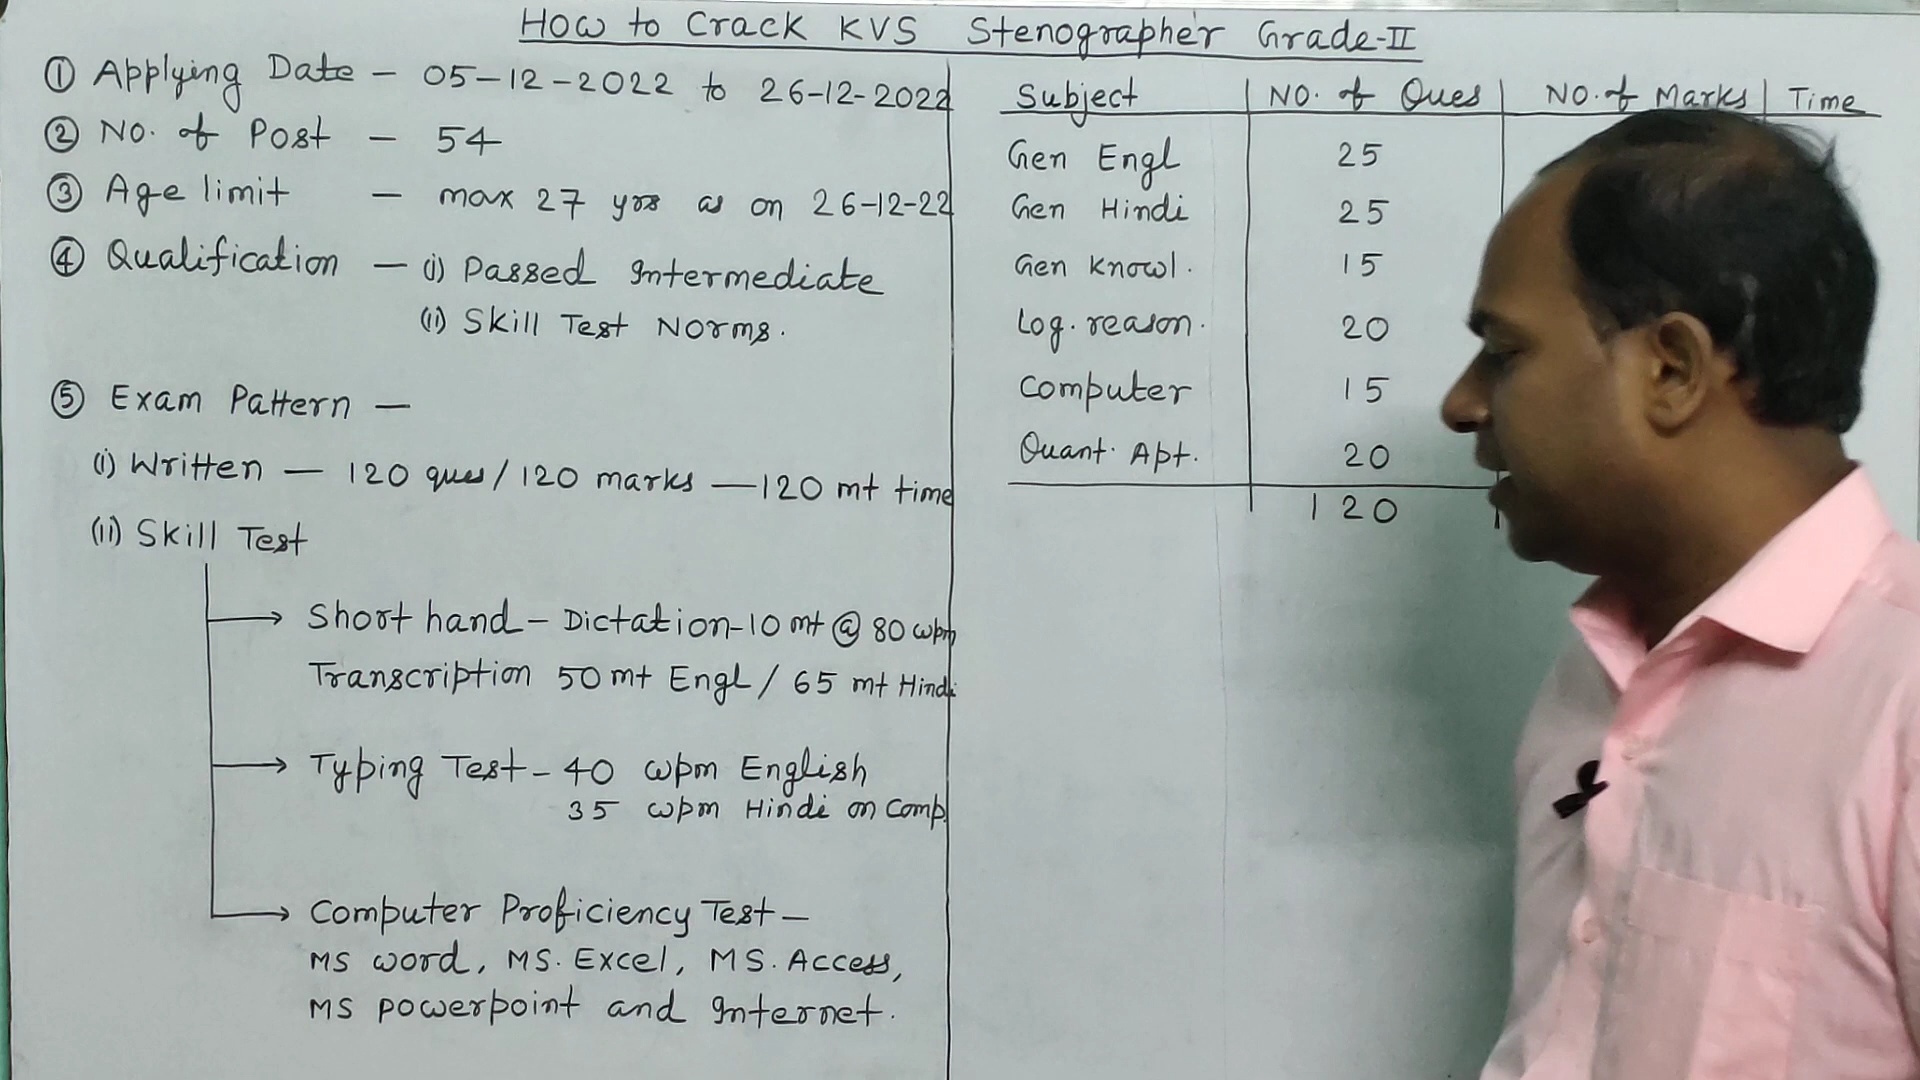 How to Crack KVS Stenographer Grade-II
① Applying Date - 05-12-2022 to 26-12-2022
② No. of Post - 54
③ Age limit - max 27 yrs as on 26-12-22
④ Qualification - (i) Passed Intermediate
(ii) Skill Test Norms.
⑤ Exam Pattern -
(i) Written - 120 ques/120 marks - 120 mt time
(ii) Skill Test
Short hand - Dictation-10 mt @ 80 wpm
Transcription 50 mt Engl / 65 mt Hindi
Typing Test - 40 wpm English
35 wpm Hindi on Comp.
Computer Proficiency Test -
MS word, MS. Excel, MS. Access,
MS powerpoint and Internet.
Subject No. of Ques No. of Marks Time
Gen Engl 25
Gen Hindi 25
Gen Knowl. 15
Log. reason. 20
Computer 15
Quant. Apt. 20
120